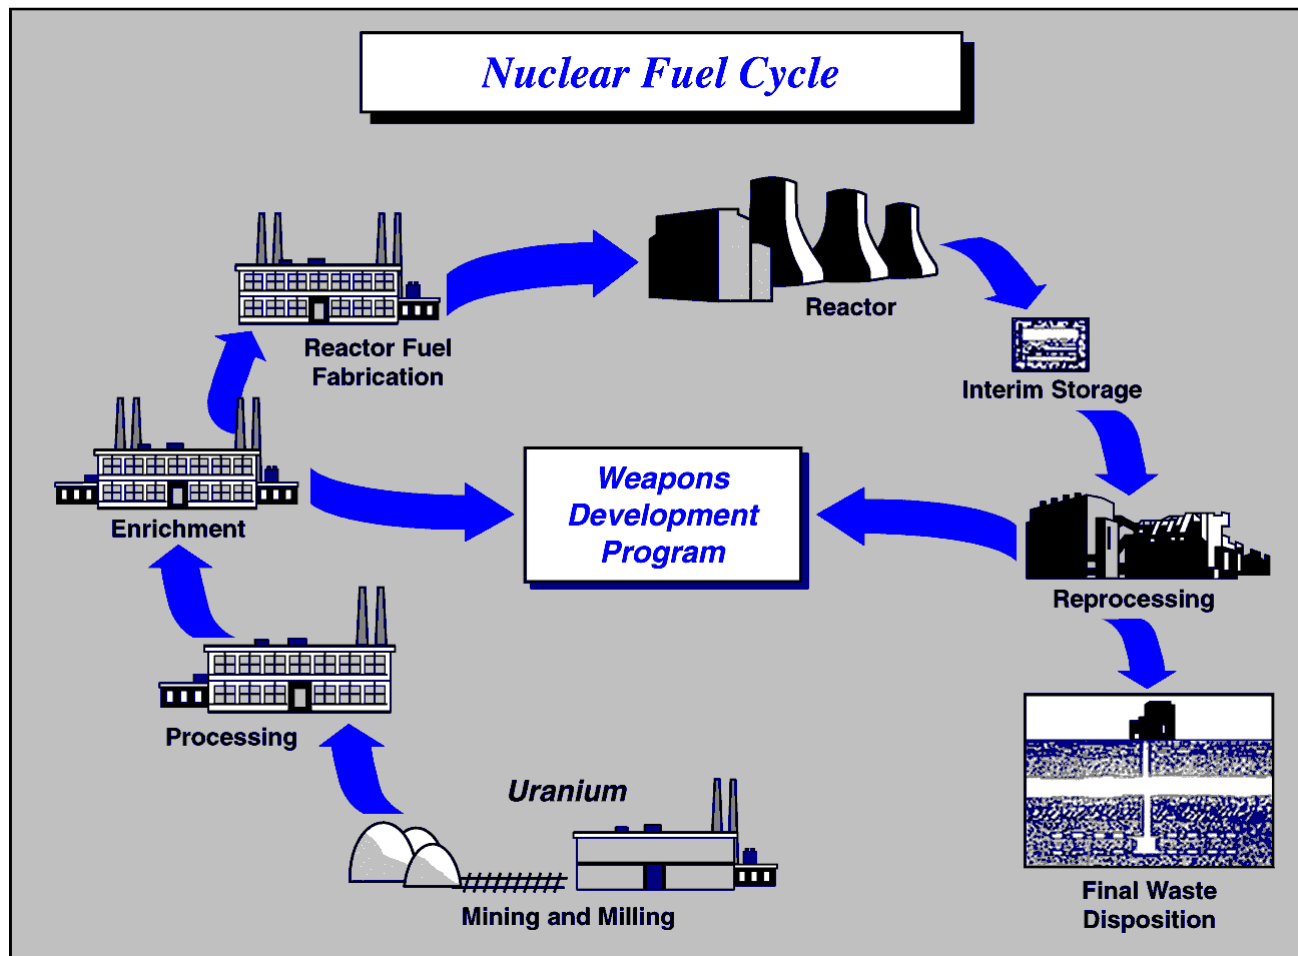 Nuclear Fuel Cycle
Reactor
Reactor Fuel
Fabrication
Interim Storage
Enrichment
Weapons
Development
Program
Reprocessing
Processing
Uranium
Mining and Milling
Final Waste
Disposition